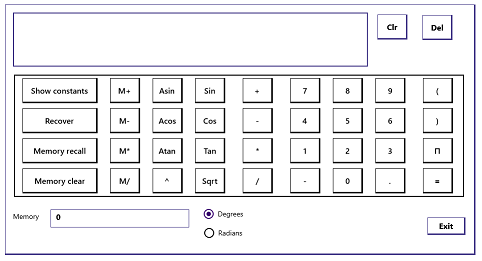 Clr Del
Show constants M+ Asin Sin + 7 8 9 (
Recover M- Acos Cos - 4 5 6 )
Memory recall M* Atan Tan * 1 2 3 П
Memory clear M/ ^ Sqrt / - 0 . =
Memory 0 Degrees
Radians
Exit